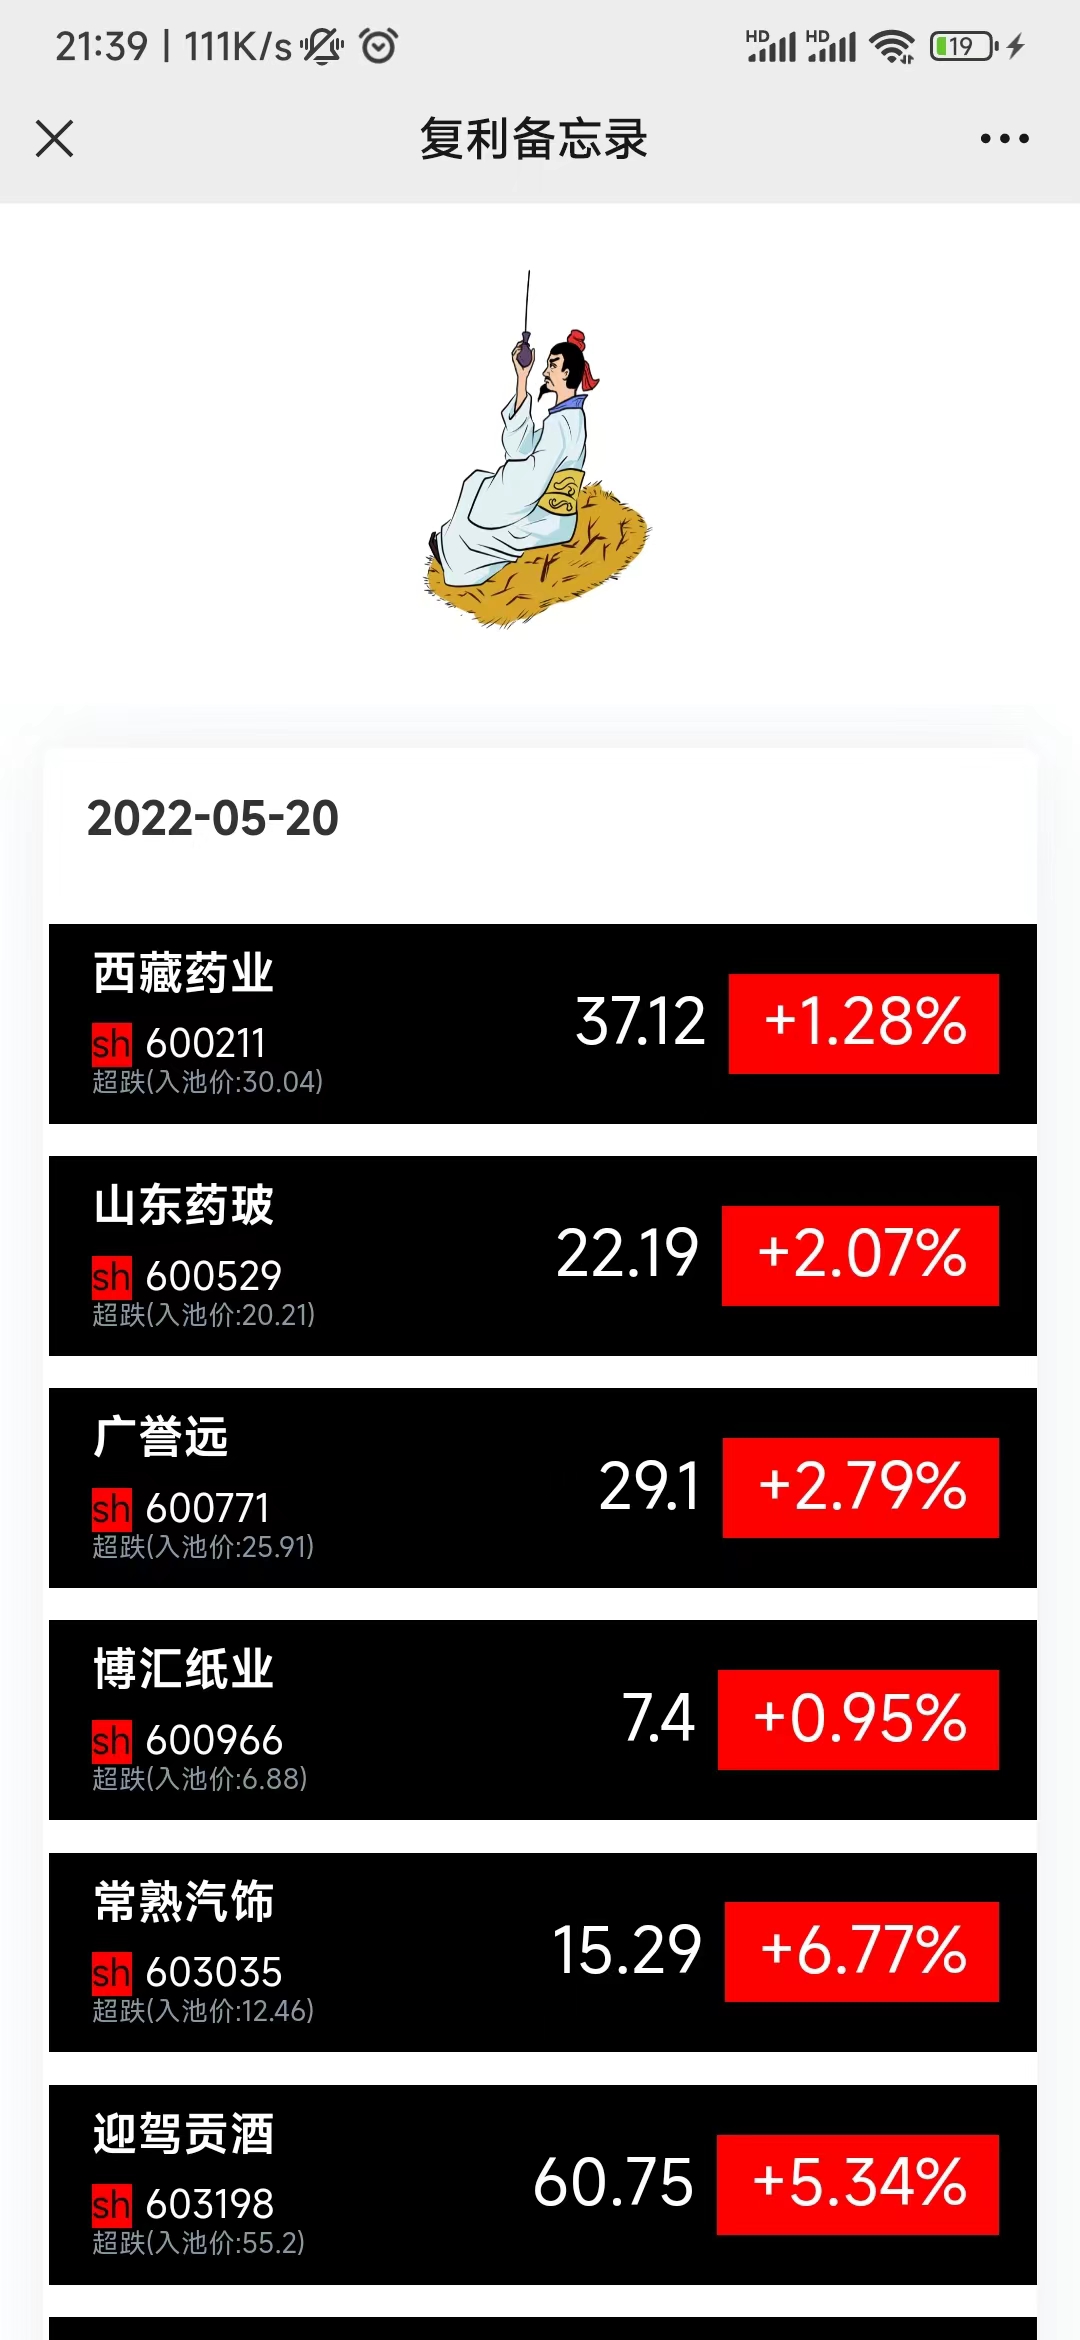 21:39 | 111K/s
HD HD 19
复利备忘录
2022-05-20
西藏药业
37.12 +1.28%
sh 600211
超跌(入池价:30.04)
山东药玻
22.19 +2.07%
sh 600529
超跌(入池价:20.21)
广誉远
29.1 +2.79%
sh 600771
超跌(入池价:25.91)
博汇纸业
7.4 +0.95%
sh 600966
超跌(入池价:6.88)
常熟汽饰
15.29 +6.77%
sh 603035
超跌(入池价:12.46)
迎驾贡酒
60.75 +5.34%
sh 603198
超跌(入池价:55.2)